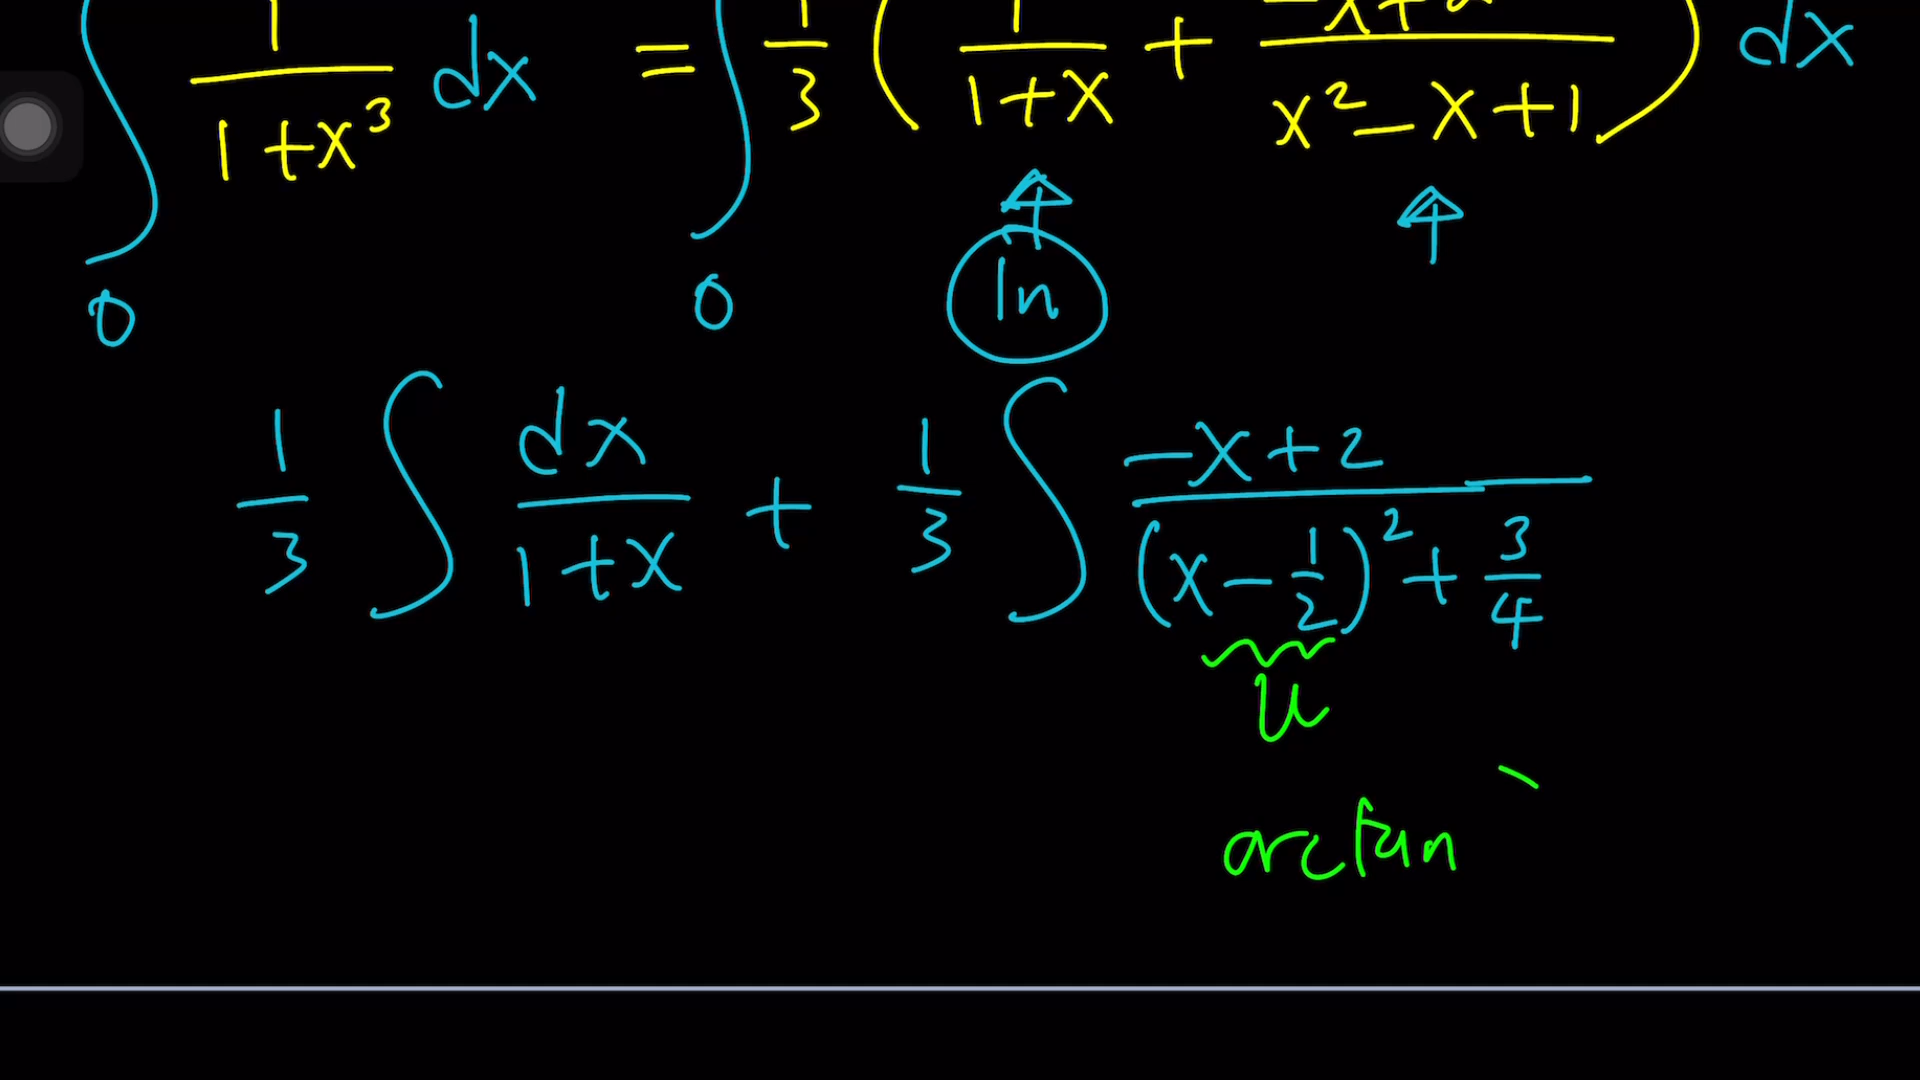 ∫₀ 1/(1+x³) dx = ∫₀ 1/3 ( 1/(1+x) + (-x+2)/(x²-x+1) ) dx
ln
1/3 ∫ dx/(1+x) + 1/3 ∫ (-x+2)/((x-1/2)²+3/4)
u
arctan